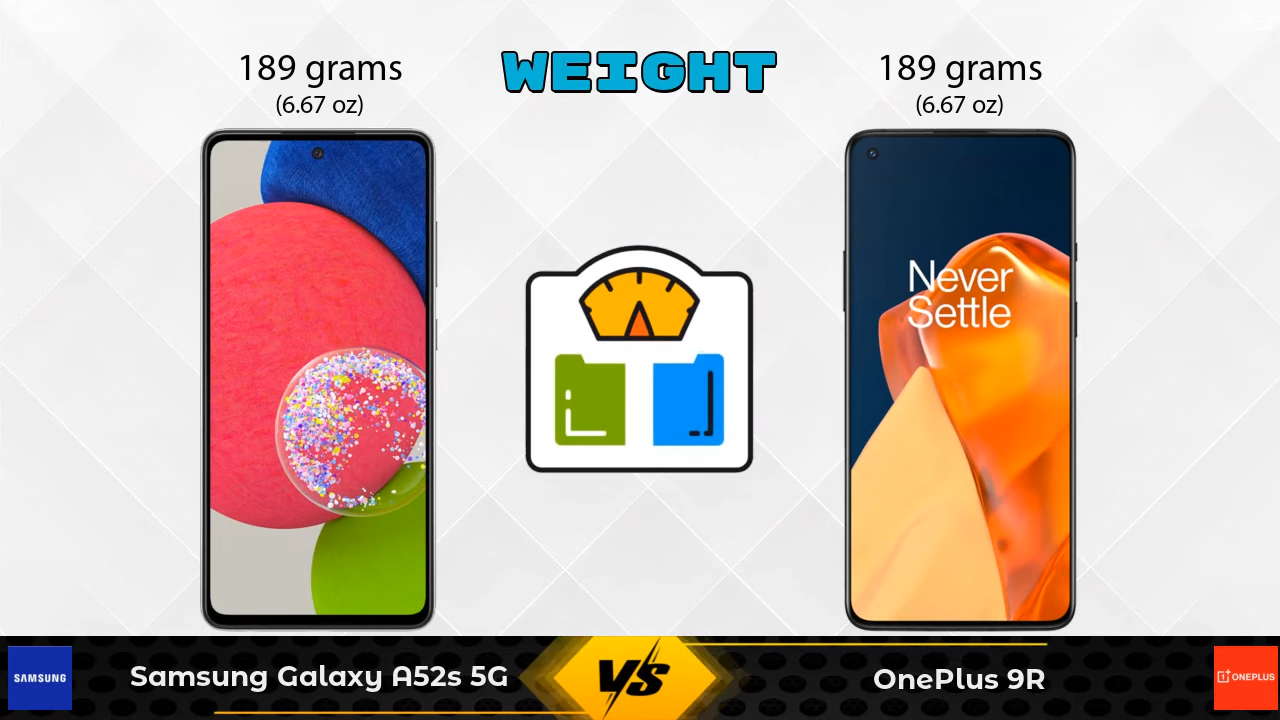 WEIGHT
189 grams
(6.67 oz)
189 grams
(6.67 oz)
Never
Settle
SAMSUNG
Samsung Galaxy A52s 5G
VS
OnePlus 9R
1+ ONEPLUS